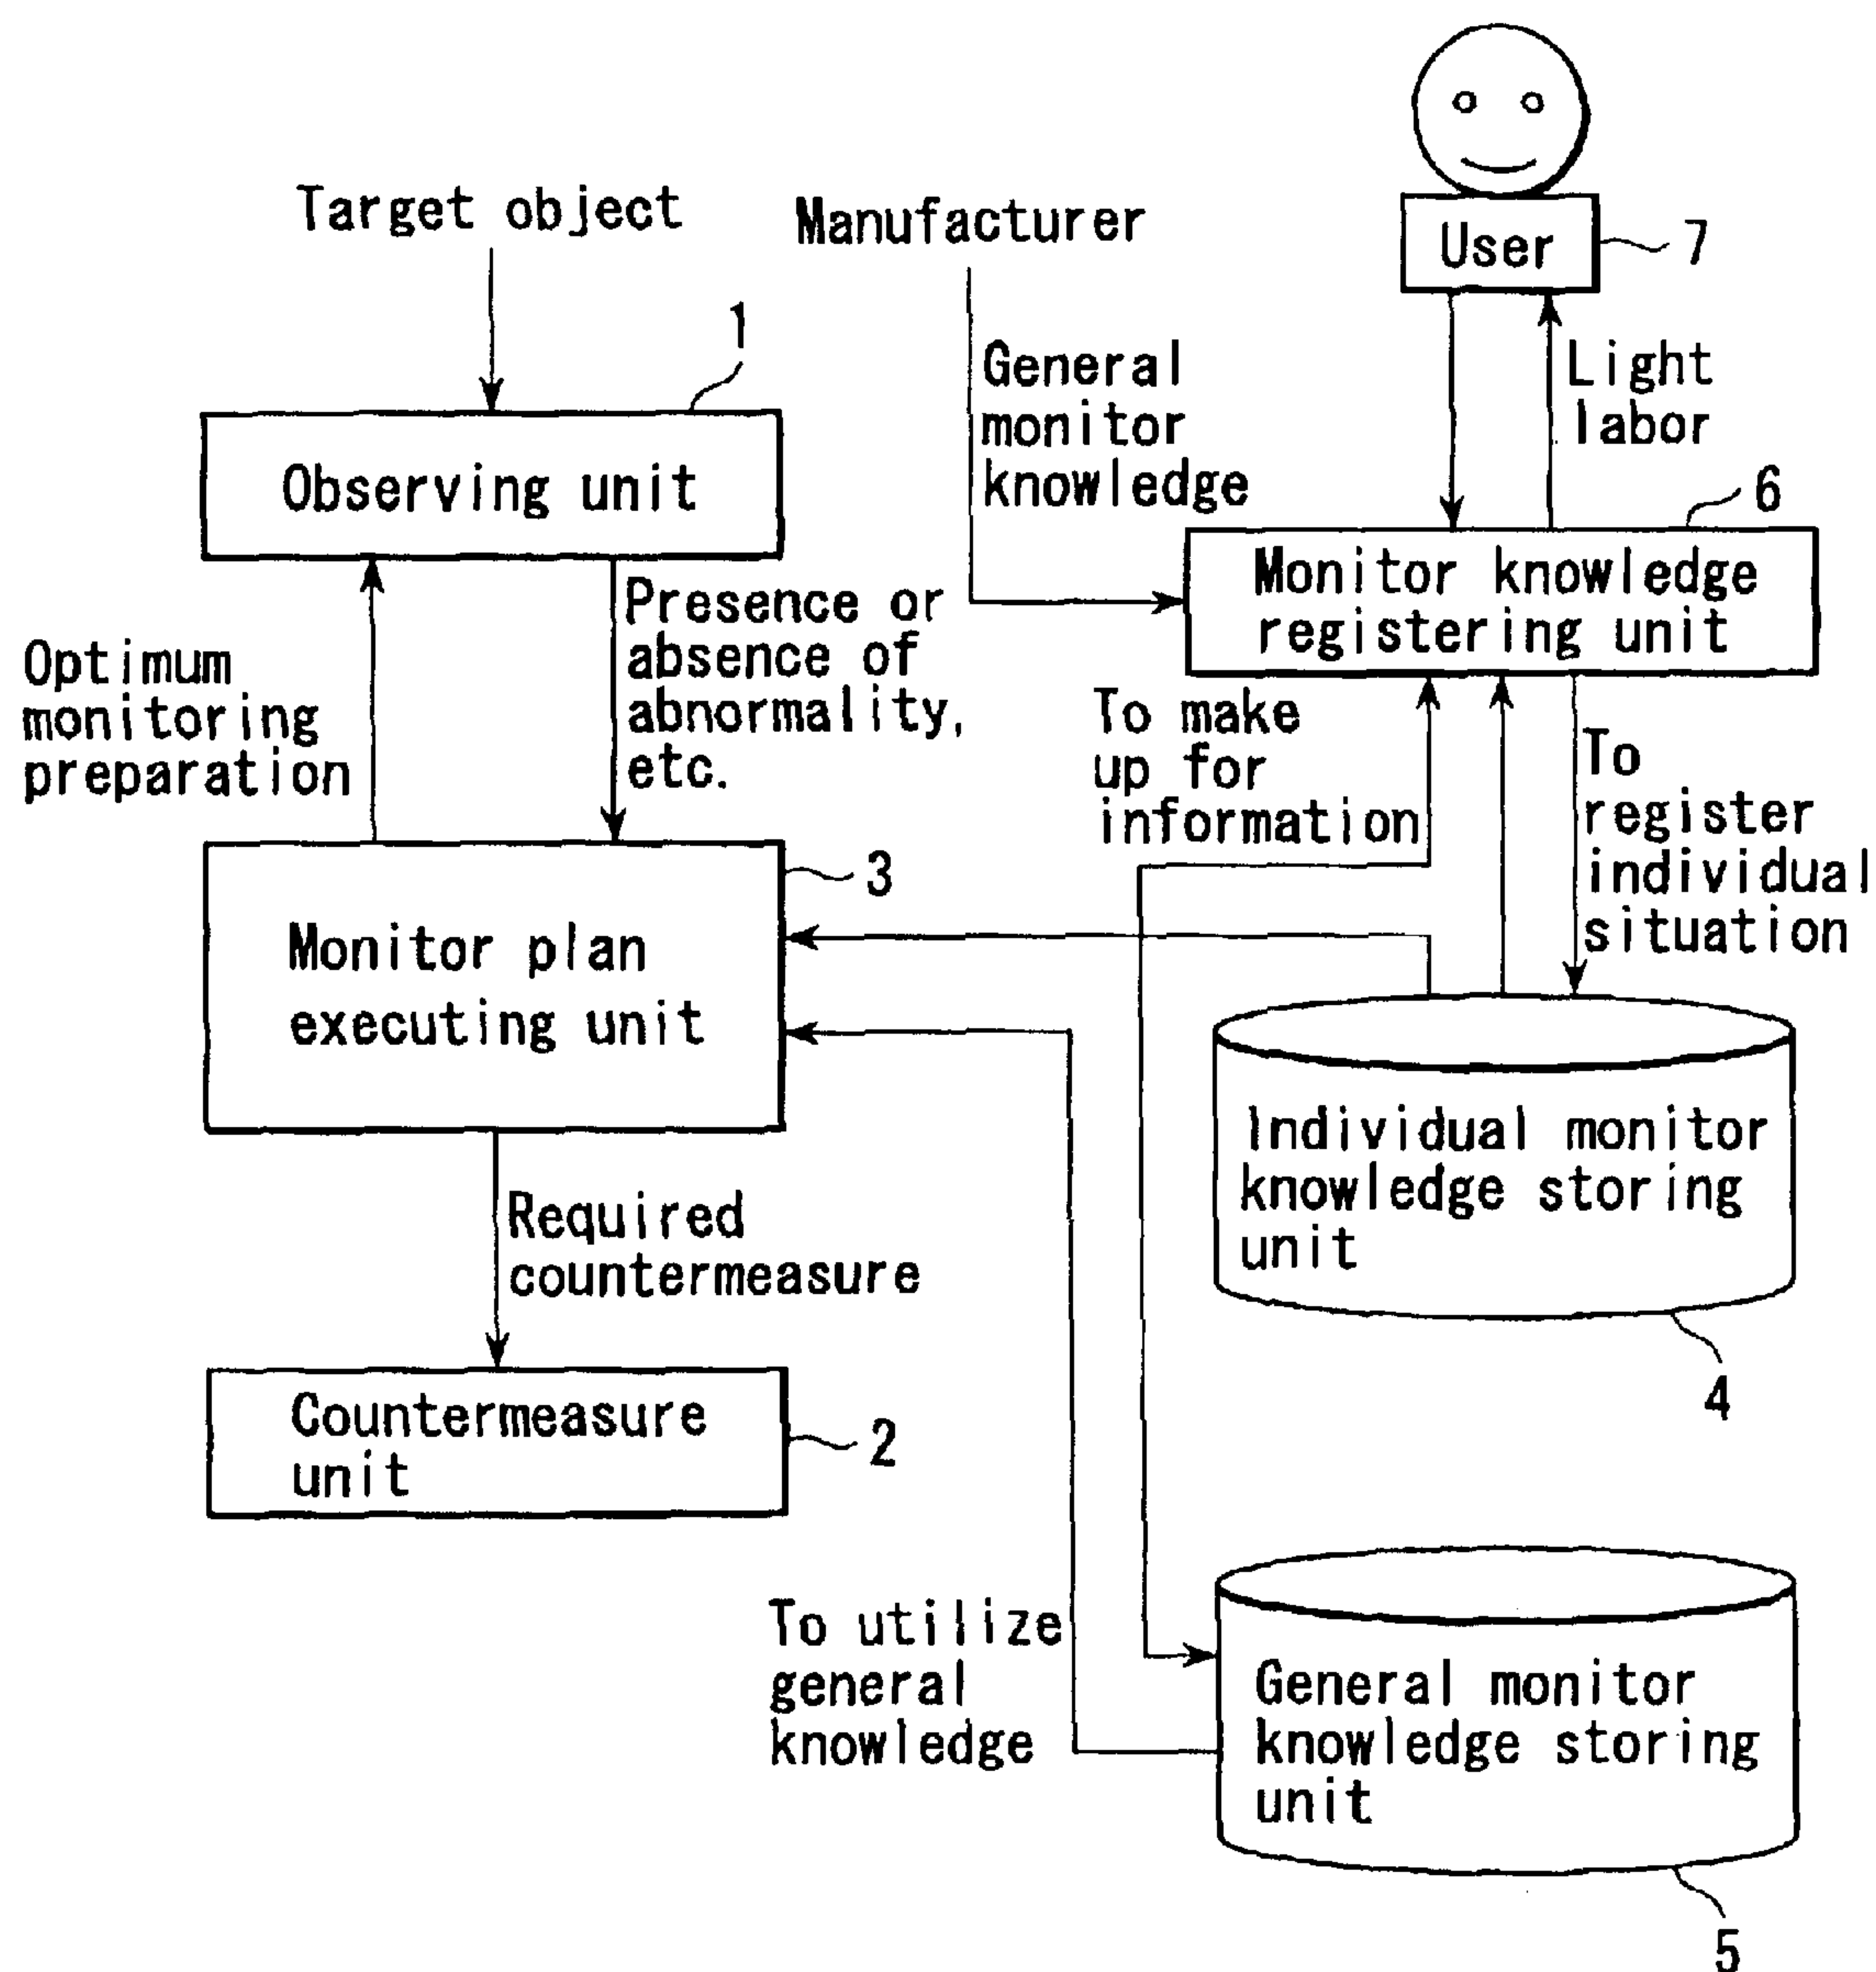 Target object
Manufacturer
User
7
1
General
monitor
knowledge
Light
labor
Observing unit
6
Monitor knowledge
registering unit
Optimum
monitoring
preparation
Presence or
absence of
abnormality,
etc.
To make
up for
information
To
register
individual
situation
3
Monitor plan
executing unit
Individual monitor
knowledge storing
unit
4
Required
countermeasure
Countermeasure
unit
2
To utilize
general
knowledge
General monitor
knowledge storing
unit
5